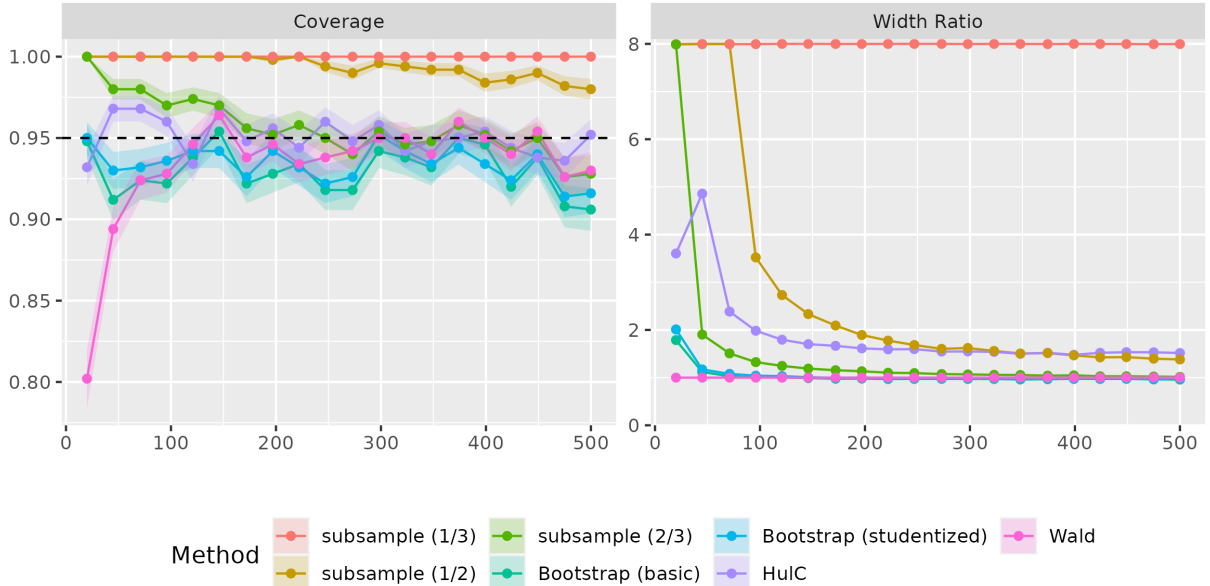 Coverage
Width Ratio
1.00
0.95
0.90
0.85
0.80
0 100 200 300 400 500
8
6
4
2
0
0 100 200 300 400 500
Method
subsample (1/3) subsample (2/3) Bootstrap (studentized) Wald
subsample (1/2) Bootstrap (basic) HulC